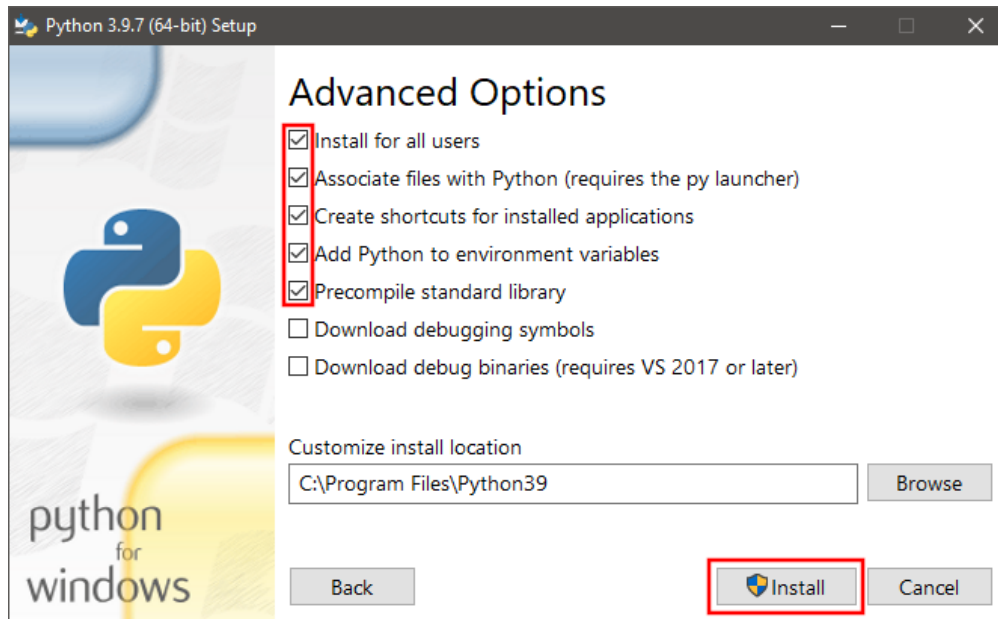 Python 3.9.7 (64-bit) Setup
Advanced Options
Install for all users
Associate files with Python (requires the py launcher)
Create shortcuts for installed applications
Add Python to environment variables
Precompile standard library
Download debugging symbols
Download debug binaries (requires VS 2017 or later)
Customize install location
C:\Program Files\Python39
Browse
python
for
windows
Back
Install
Cancel